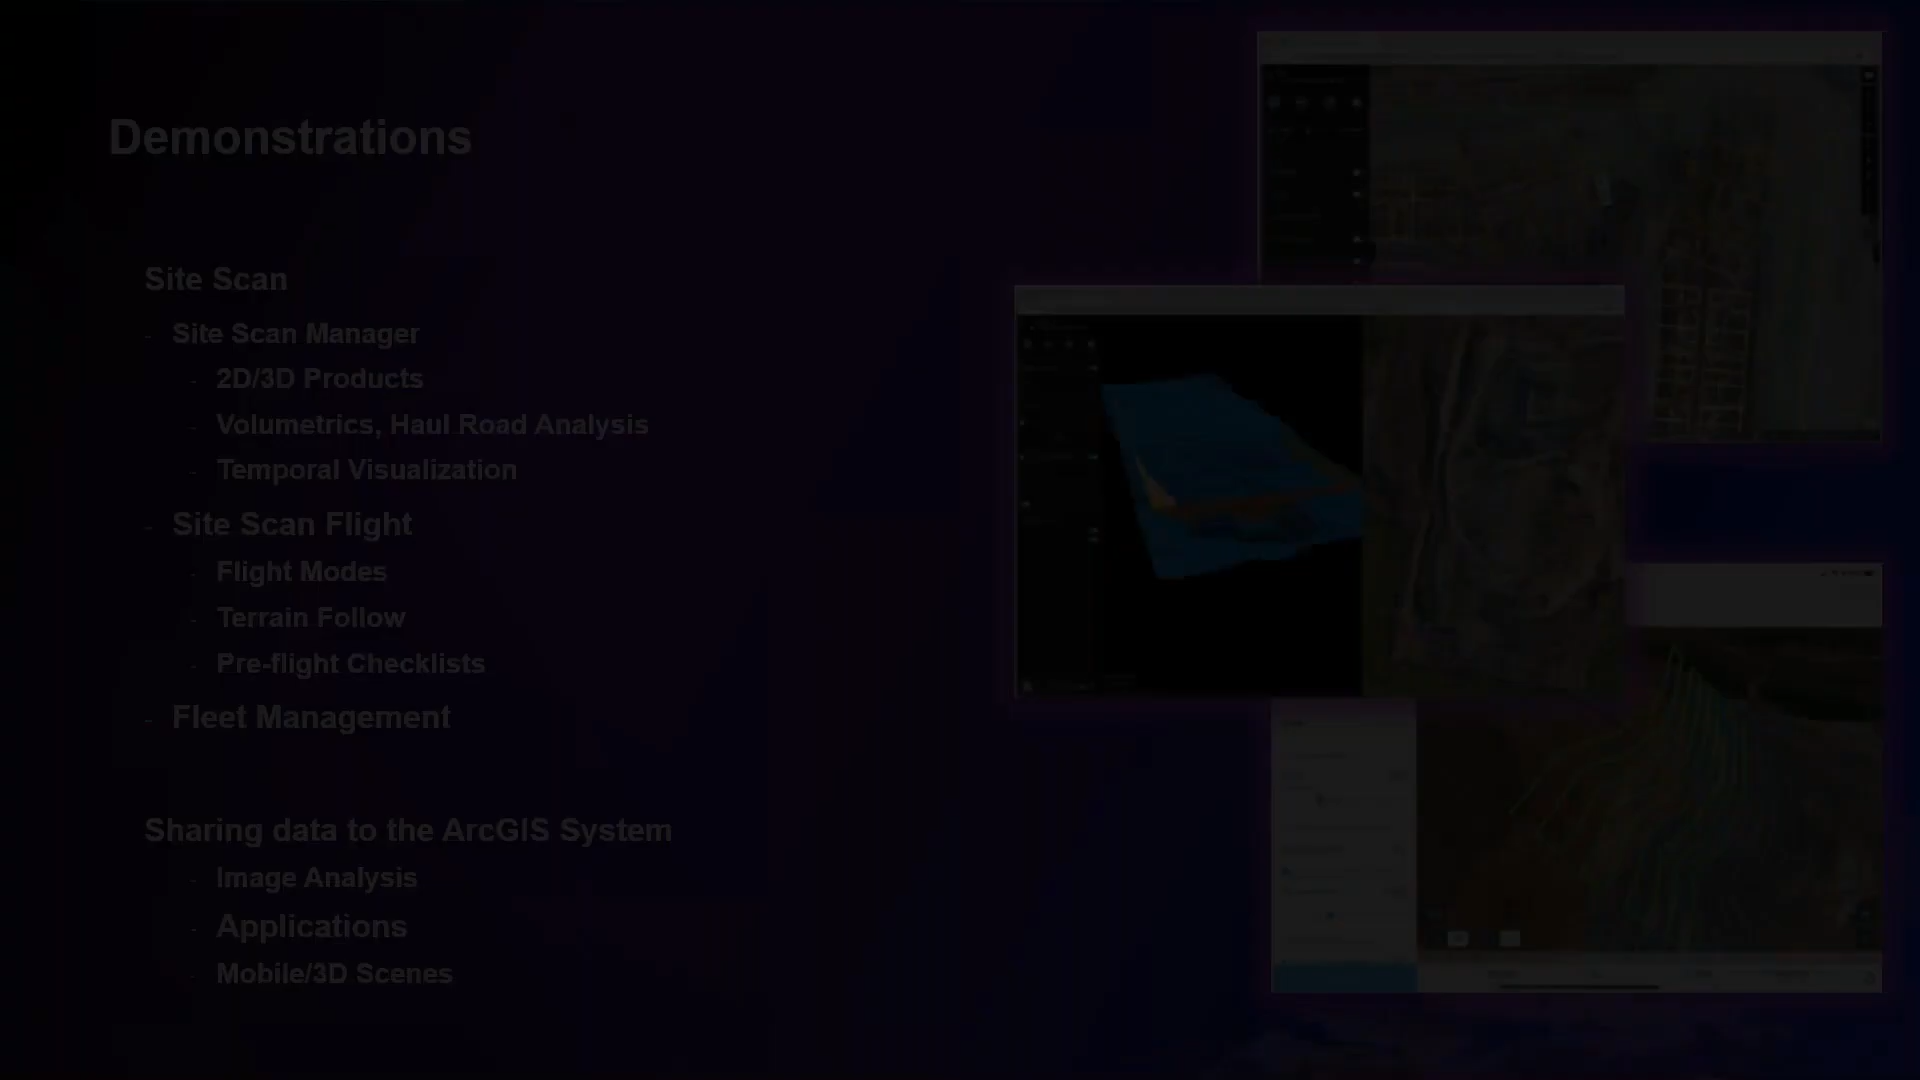 Demonstrations
Site Scan
- Site Scan Manager
- 2D/3D Products
- Volumetrics, Haul Road Analysis
- Temporal Visualization
- Site Scan Flight
- Flight Modes
- Terrain Follow
- Pre-flight Checklists
- Fleet Management
Sharing data to the ArcGIS System
- Image Analysis
- Applications
- Mobile/3D Scenes